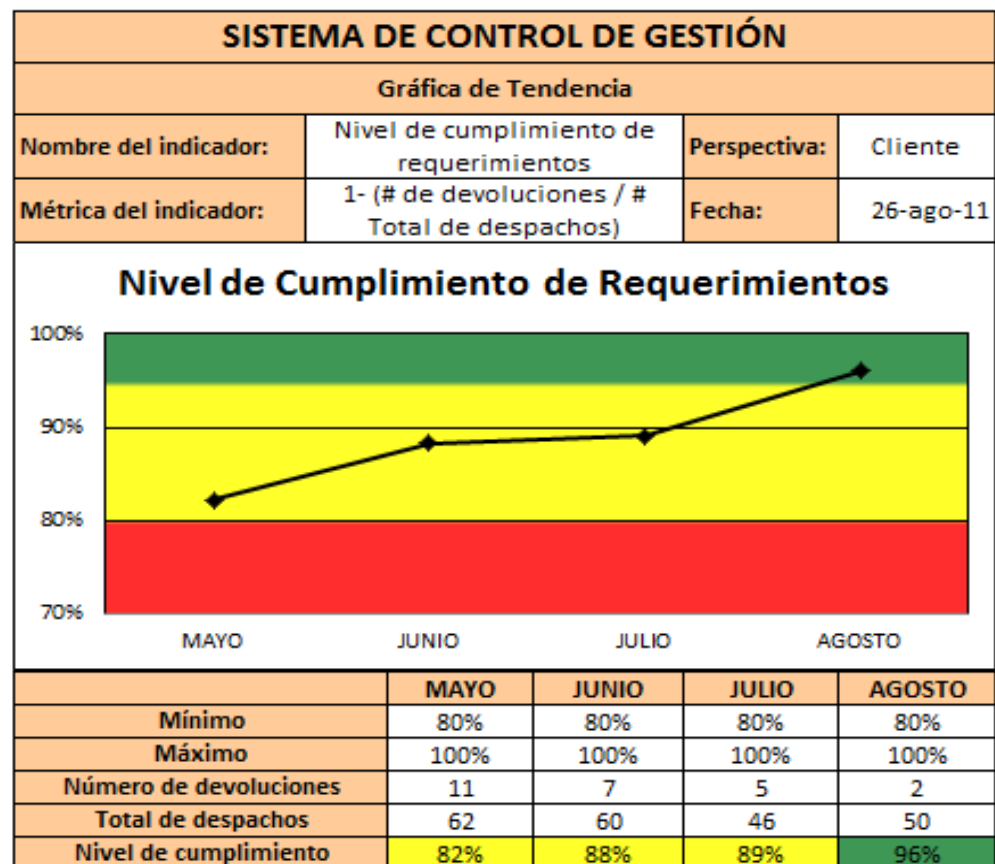 SISTEMA DE CONTROL DE GESTIÓN
Gráfica de Tendencia
Nombre del indicador:
Nivel de cumplimiento de
requerimientos
Perspectiva:
Cliente
Métrica del indicador:
1- (# de devoluciones / #
Total de despachos)
Fecha:
26-ago-11
Nivel de Cumplimiento de Requerimientos
100%
90%
80%
70%
MAYO JUNIO JULIO AGOSTO
MAYO JUNIO JULIO AGOSTO
Mínimo 80% 80% 80% 80%
Máximo 100% 100% 100% 100%
Número de devoluciones 11 7 5 2
Total de despachos 62 60 46 50
Nivel de cumplimiento 82% 88% 89% 96%